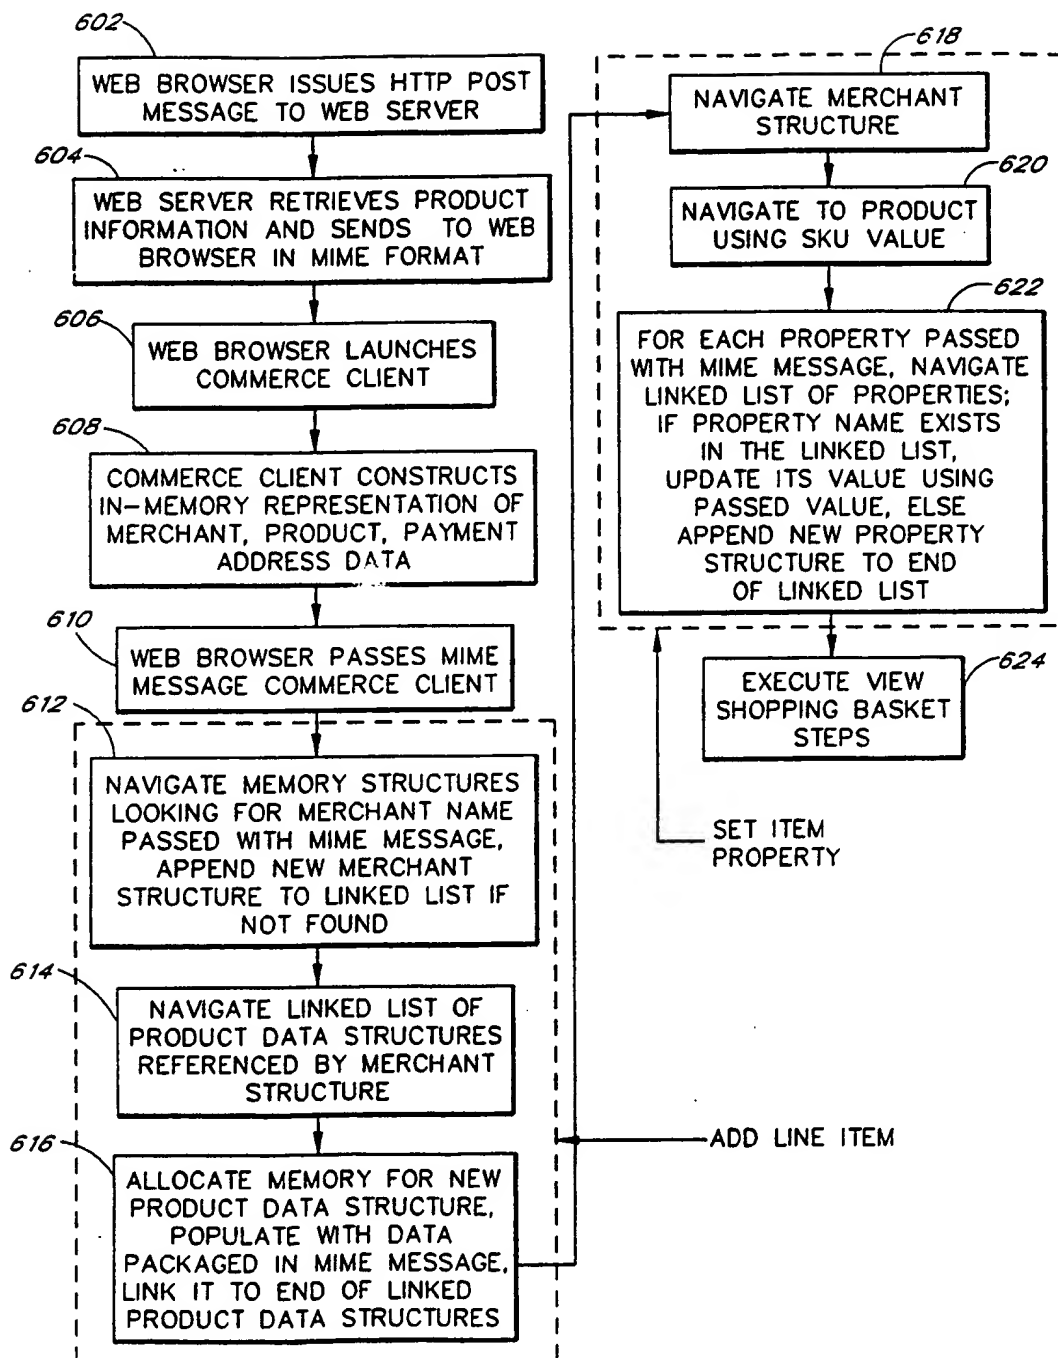 602
WEB BROWSER ISSUES HTTP POST
MESSAGE TO WEB SERVER
604
WEB SERVER RETRIEVES PRODUCT
INFORMATION AND SENDS TO WEB
BROWSER IN MIME FORMAT
606
WEB BROWSER LAUNCHES
COMMERCE CLIENT
608
COMMERCE CLIENT CONSTRUCTS
IN-MEMORY REPRESENTATION OF
MERCHANT, PRODUCT, PAYMENT
ADDRESS DATA
610
WEB BROWSER PASSES MIME
MESSAGE COMMERCE CLIENT
612
NAVIGATE MEMORY STRUCTURES
LOOKING FOR MERCHANT NAME
PASSED WITH MIME MESSAGE,
APPEND NEW MERCHANT
STRUCTURE TO LINKED LIST IF
NOT FOUND
614
NAVIGATE LINKED LIST OF
PRODUCT DATA STRUCTURES
REFERENCED BY MERCHANT
STRUCTURE
616
ALLOCATE MEMORY FOR NEW
PRODUCT DATA STRUCTURE,
POPULATE WITH DATA
PACKAGED IN MIME MESSAGE,
LINK IT TO END OF LINKED
PRODUCT DATA STRUCTURES
ADD LINE ITEM
618
NAVIGATE MERCHANT
STRUCTURE
620
NAVIGATE TO PRODUCT
USING SKU VALUE
622
FOR EACH PROPERTY PASSED
WITH MIME MESSAGE, NAVIGATE
LINKED LIST OF PROPERTIES;
IF PROPERTY NAME EXISTS
IN THE LINKED LIST,
UPDATE ITS VALUE USING
PASSED VALUE, ELSE
APPEND NEW PROPERTY
STRUCTURE TO END
OF LINKED LIST
624
EXECUTE VIEW
SHOPPING BASKET
STEPS
SET ITEM
PROPERTY